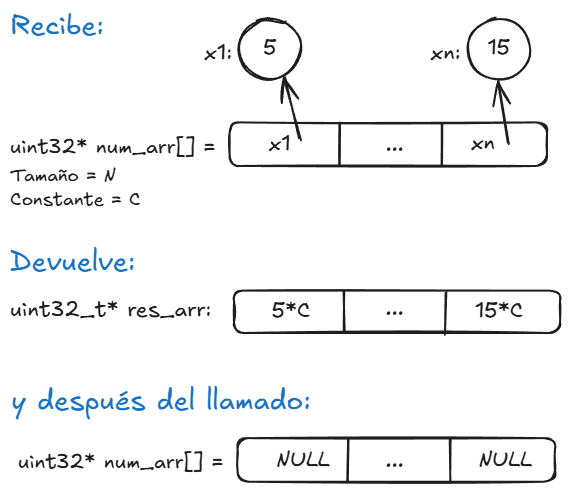 Recibe:
x1: 5 xn: 15
uint32* num_arr[] = x1 ... xn
Tamaño = N
Constante = C
Devuelve:
uint32_t* res_arr: 5*C ... 15*C
y después del llamado:
uint32* num_arr[] = NULL ... NULL